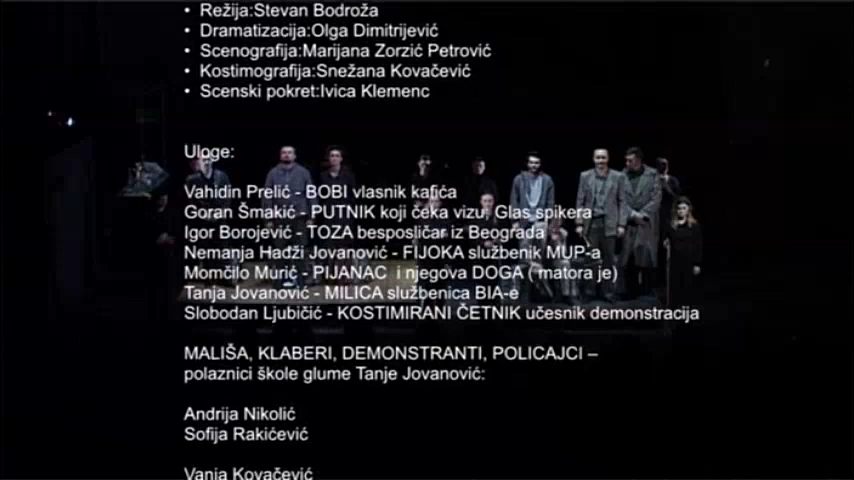 • Režija:Stevan Bodroža
• Dramatizacija:Olga Dimitrijević
• Scenografija:Marijana Zorzić Petrović
• Kostimografija:Snežana Kovačević
• Scenski pokret:Ivica Klemenc
Uloge:
Vahidin Prelić - BOBI vlasnik kafića
Goran Šmakić - PUTNIK koji čeka vizu, Glas spikera
Igor Borojević - TOZA besposličar iz Beograda
Nemanja Hadži Jovanović - FIJOKA službenik MUP-a
Momčilo Murić - PIJANAC i njegova DOGA ( matora je)
Tanja Jovanović - MILICA službenica BIA-e
Slobodan Ljubičić - KOSTIMIRANI ČETNIK učesnik demonstracija
MALIŠA, KLABERI, DEMONSTRANTI, POLICAJCI –
polaznici škole glume Tanje Jovanović:
Andrija Nikolić
Sofija Rakićević
Vanja Kovačević